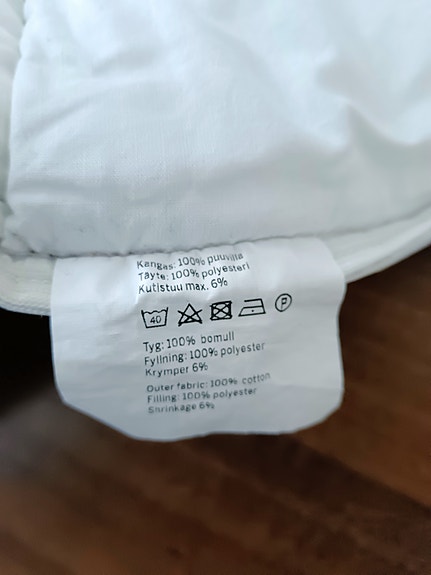 Kangas: 100% puuvilla
Täyte: 100% polyesteri
Kutistuu max. 6%
40 P
Tyg: 100% bomull
Fyllning: 100% polyester
Krymper 6%
Outer fabric: 100% cotton
Filling: 100% polyester
Shrinkage 6%